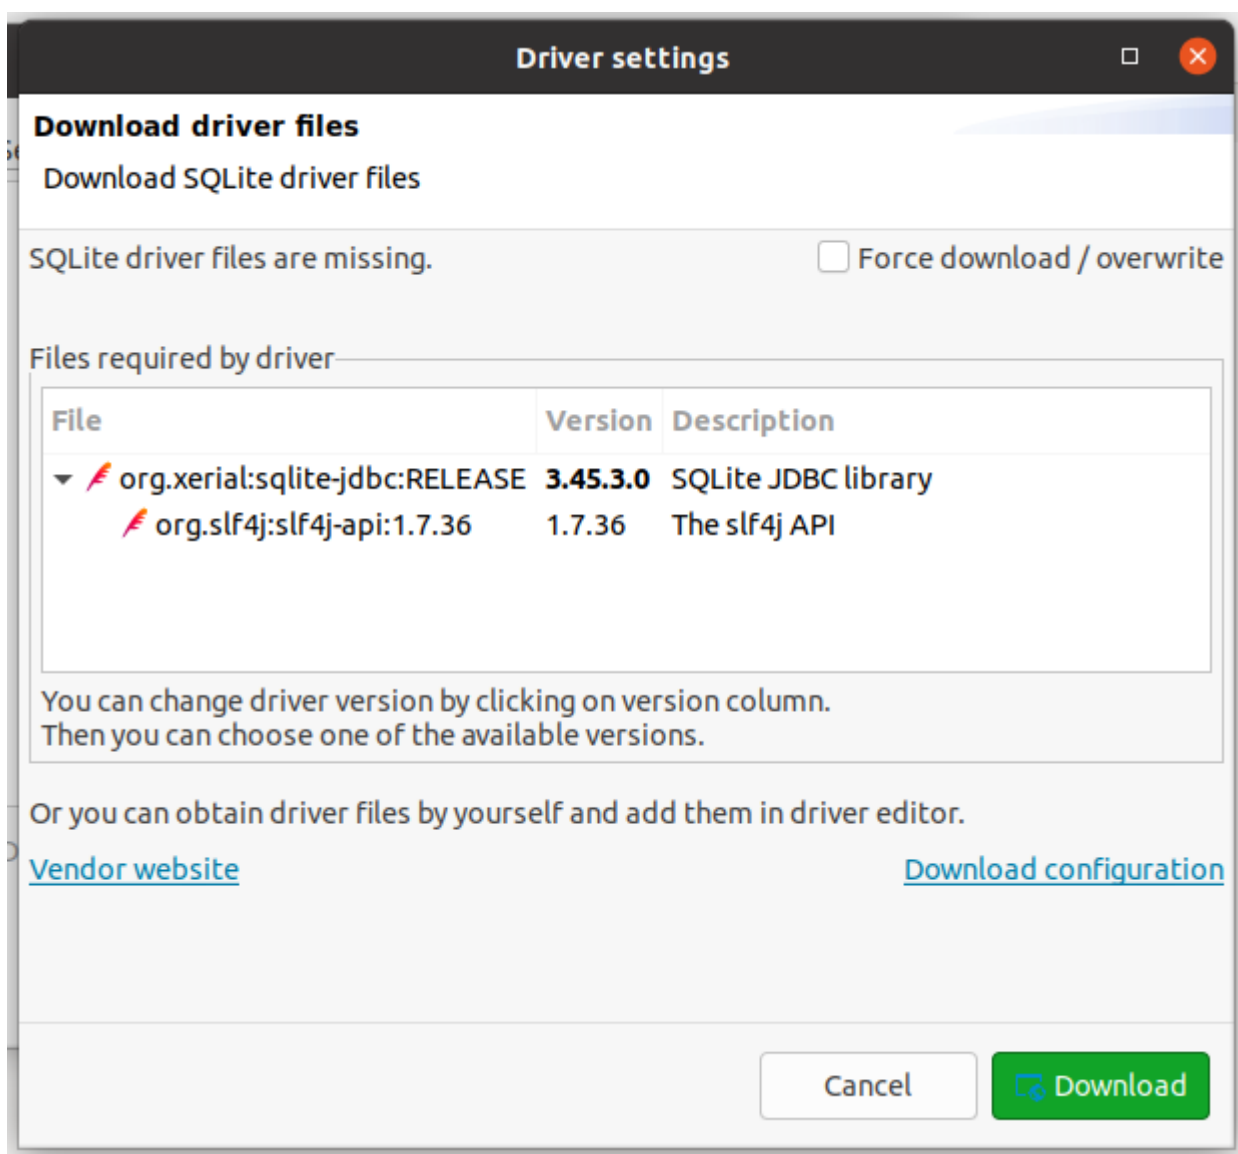 Driver settings
Download driver files
Download SQLite driver files
SQLite driver files are missing.
Force download / overwrite
Files required by driver
File Version Description
org.xerial:sqlite-jdbc:RELEASE 3.45.3.0 SQLite JDBC library
org.slf4j:slf4j-api:1.7.36 1.7.36 The slf4j API
You can change driver version by clicking on version column.
Then you can choose one of the available versions.
Or you can obtain driver files by yourself and add them in driver editor.
Vendor website
Download configuration
Cancel
Download